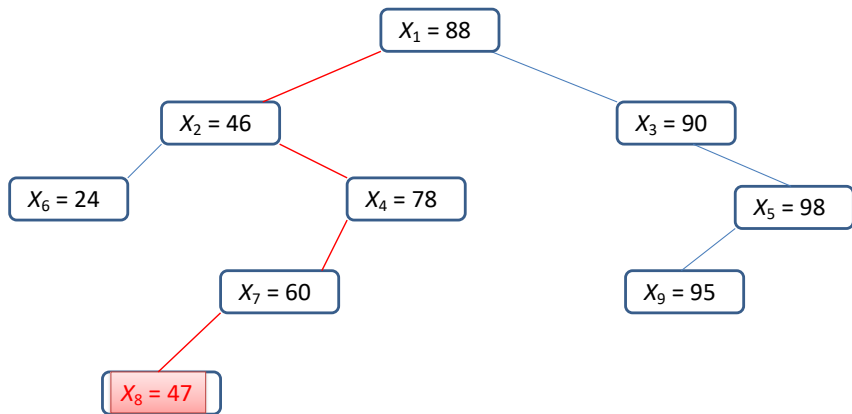 X₁ = 88
X₂ = 46
X₃ = 90
X₆ = 24
X₄ = 78
X₅ = 98
X₇ = 60
X₉ = 95
X₈ = 47